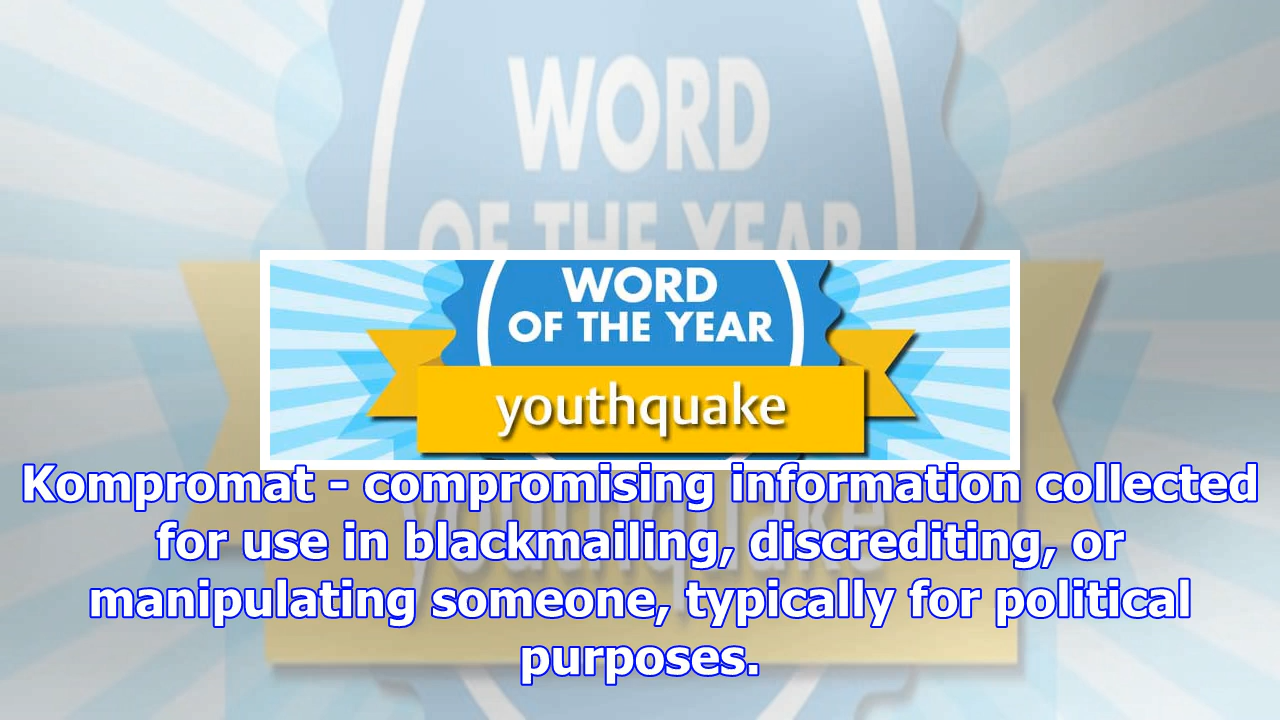 WORD
OF THE YEAR
WORD
OF THE YEAR
youthquake
Kompromat - compromising information collected
for use in blackmailing, discrediting, or
manipulating someone, typically for political
purposes.
youthquake